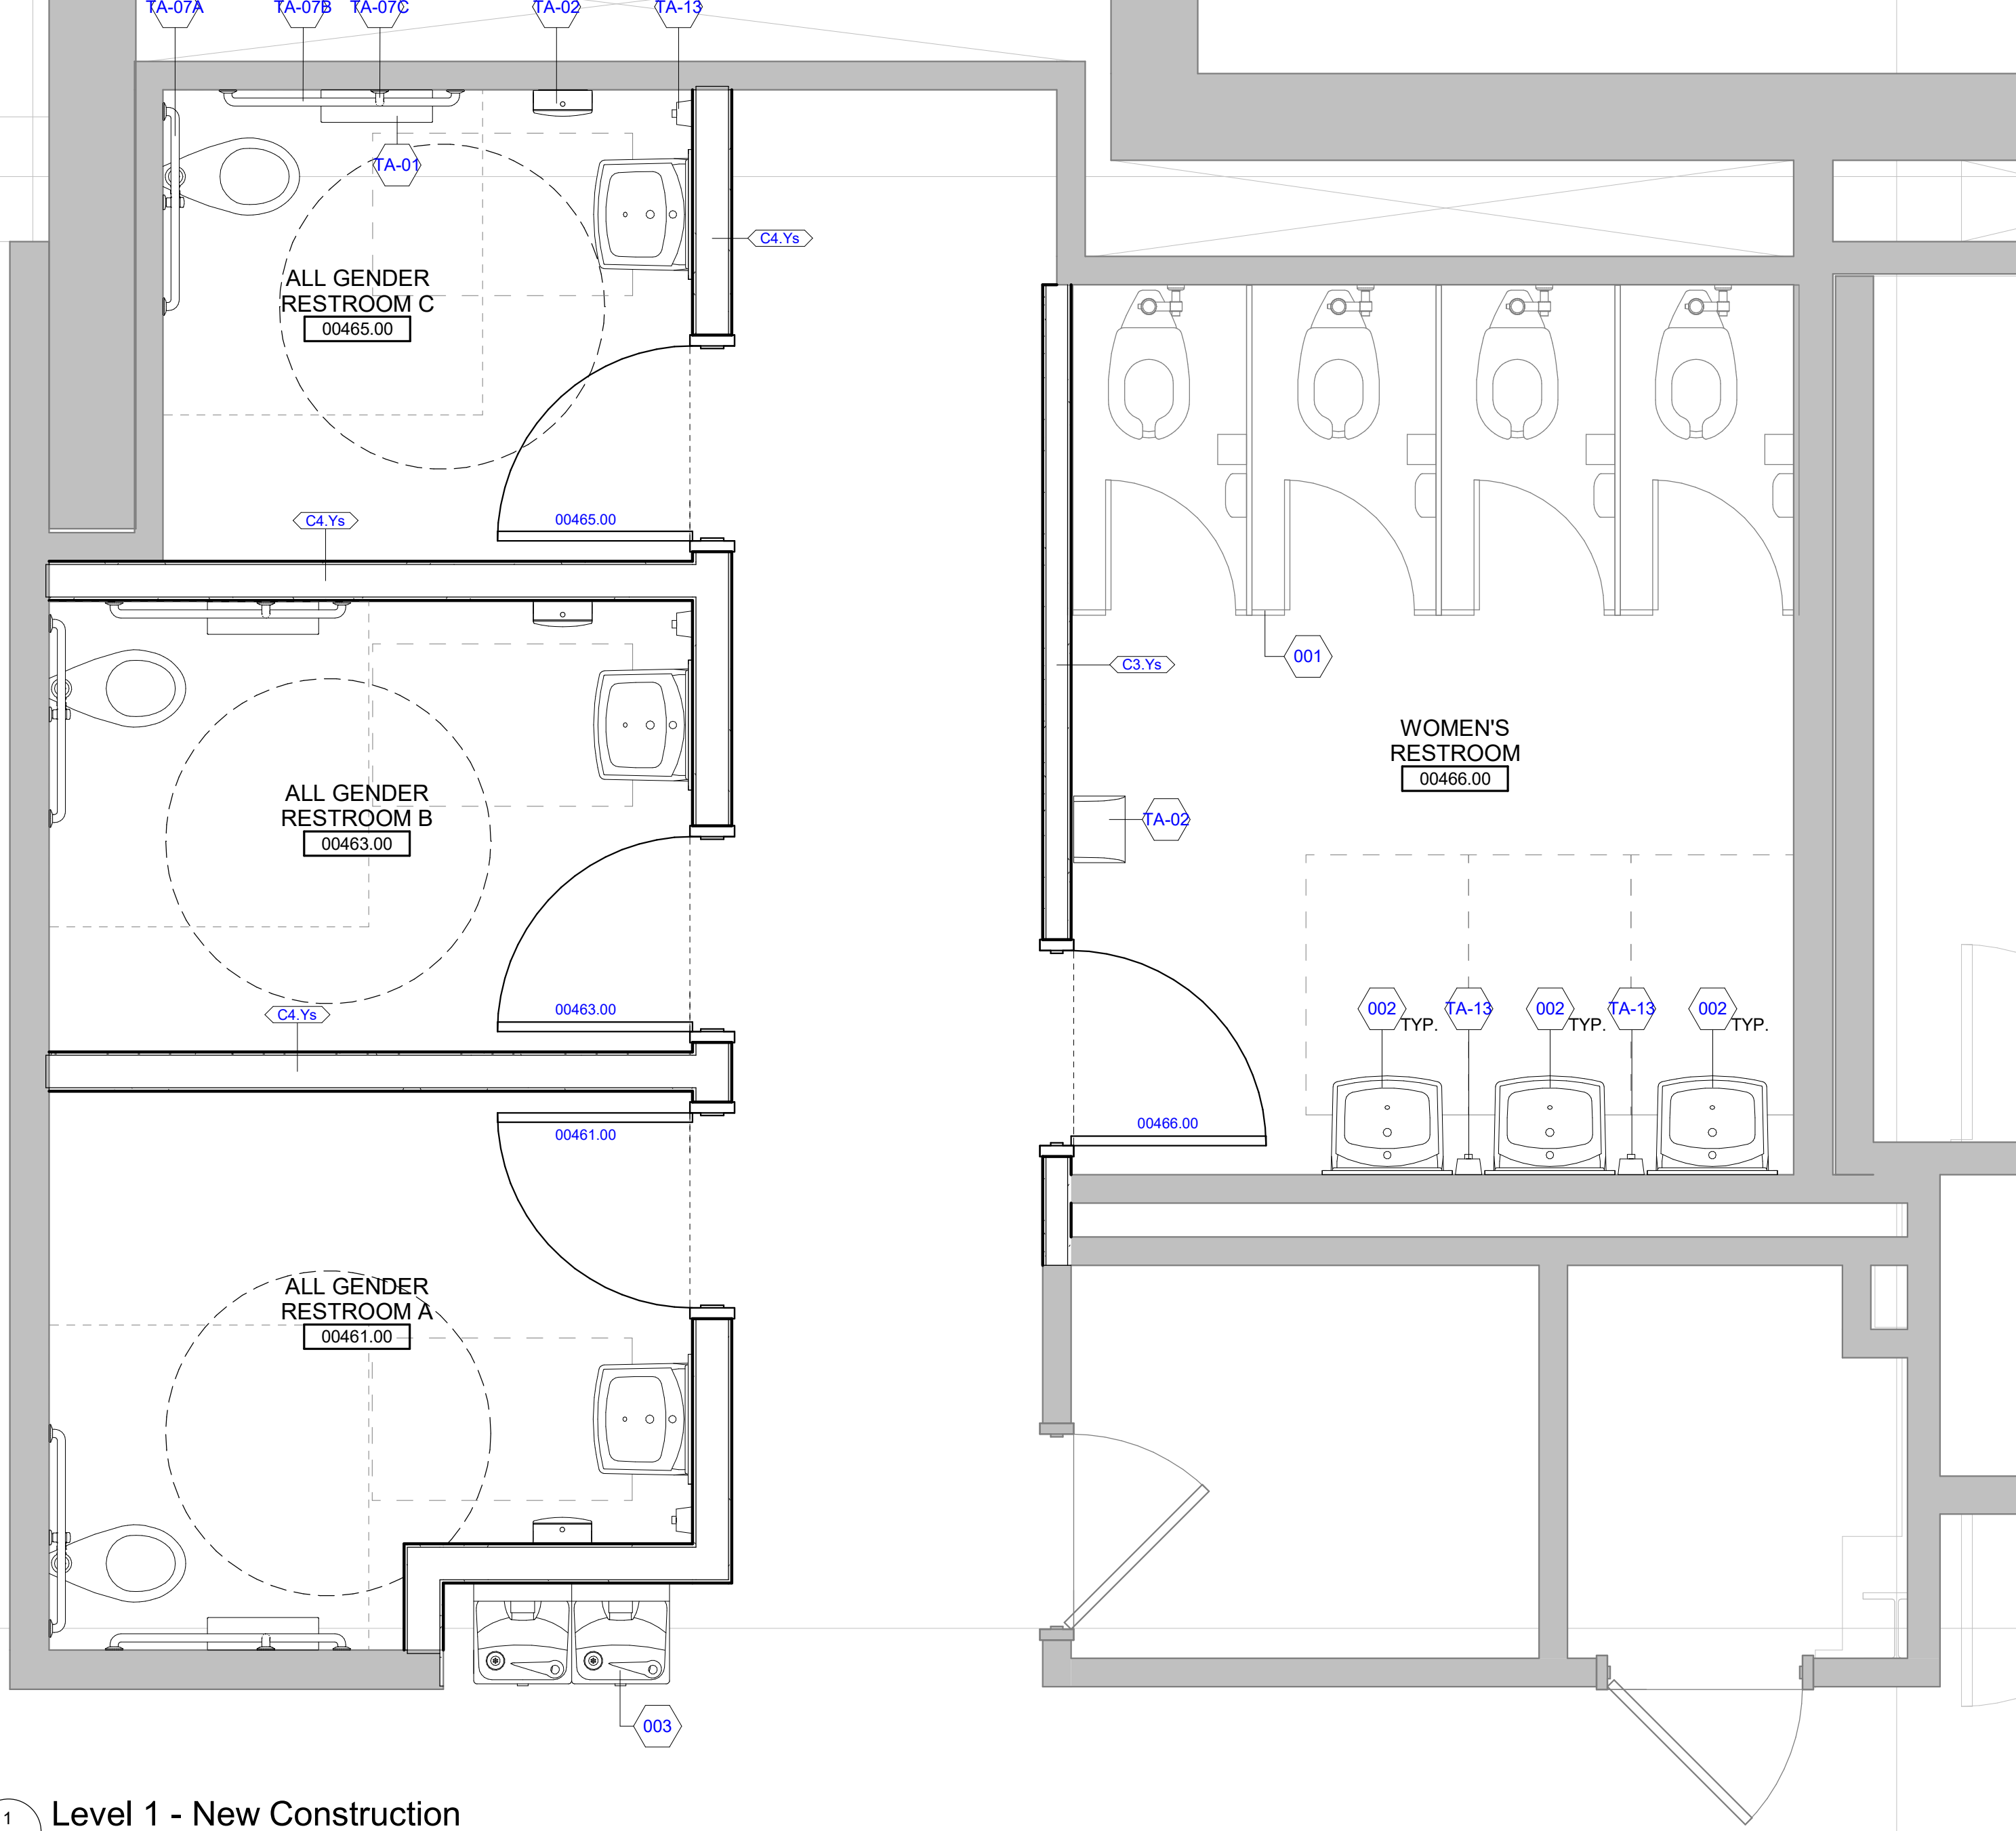 TA-07A TA-07B TA-07C TA-02 TA-13
TA-01
C4.Ys
ALL GENDER
RESTROOM C
00465.00
C4.Ys
00465.00
C3.Ys
001
WOMEN'S
RESTROOM
00466.00
TA-02
ALL GENDER
RESTROOM B
00463.00
C4.Ys
00463.00
002 TYP.
TA-13
002 TYP.
TA-13
002 TYP.
00461.00
00466.00
ALL GENDER
RESTROOM A
00461.00
003
1 Level 1 - New Construction